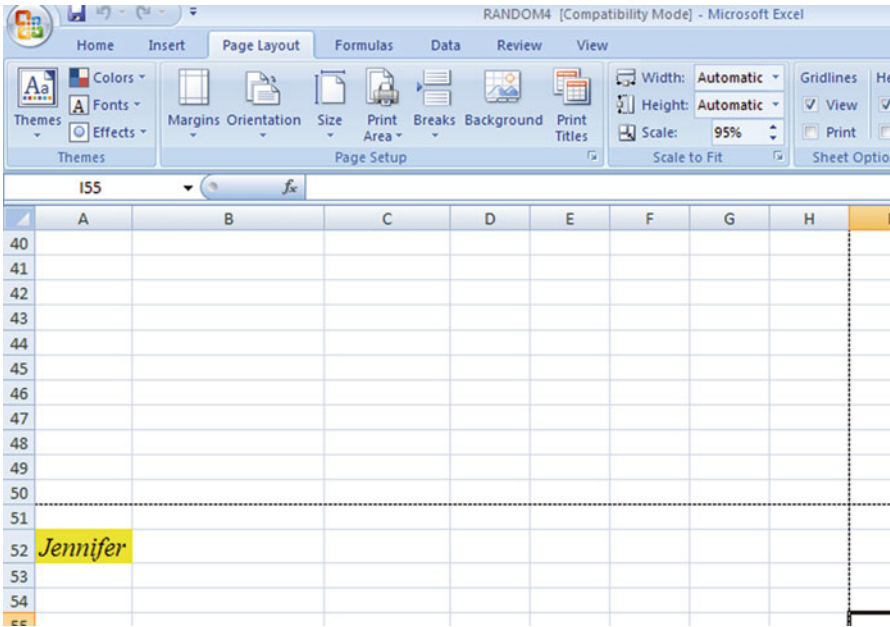 RANDOM4 [Compatibility Mode] - Microsoft Excel
Home Insert Page Layout Formulas Data Review View
Colors Width: Automatic Gridlines
Aa A Fonts Height: Automatic View
Themes Effects Margins Orientation Size Print Area Breaks Background Print Titles Scale: 95% Print
Themes Page Setup Scale to Fit
I55 fx
A B C D E F G H
40
41
42
43
44
45
46
47
48
49
50
51
52 Jennifer
53
54
55